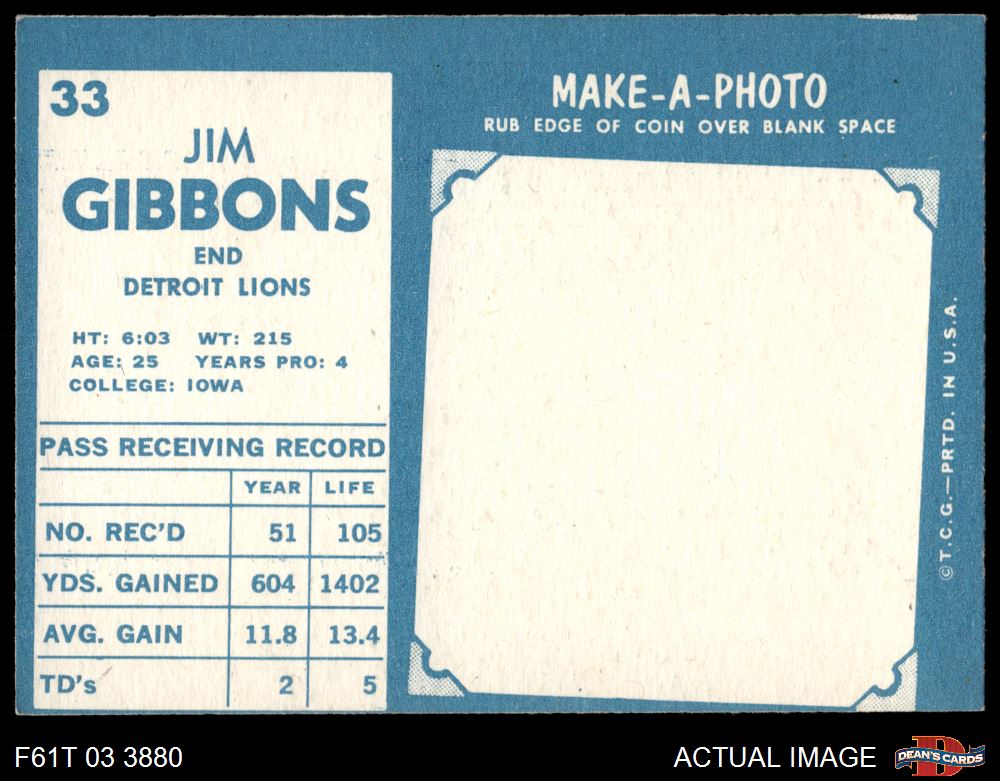 33
JIM
GIBBONS
END
DETROIT LIONS
HT: 6:03 WT: 215
AGE: 25 YEARS PRO: 4
COLLEGE: IOWA
PASS RECEIVING RECORD
YEAR LIFE
NO. REC'D 51 105
YDS. GAINED 604 1402
AVG. GAIN 11.8 13.4
TD's 2 5
MAKE-A-PHOTO
RUB EDGE OF COIN OVER BLANK SPACE
© T.C.G.—PRTD. IN U.S.A.
F61T 03 3880
ACTUAL IMAGE
DEAN'S CARDS